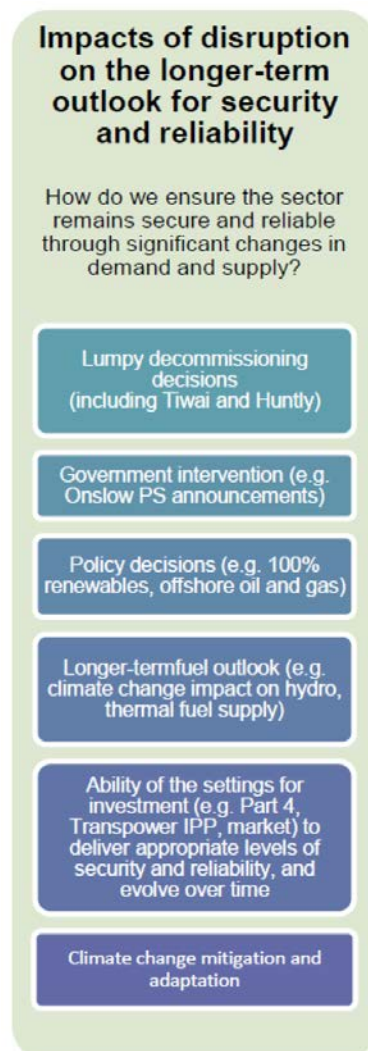 Impacts of disruption
on the longer-term
outlook for security
and reliability
How do we ensure the sector
remains secure and reliable
through significant changes in
demand and supply?
Lumpy decommissioning
decisions
(including Tiwai and Huntly)
Government intervention (e.g.
Onslow PS announcements)
Policy decisions (e.g. 100%
renewables, offshore oil and gas)
Longer-termfuel outlook (e.g.
climate change impact on hydro,
thermal fuel supply)
Ability of the settings for
investment (e.g. Part 4,
Transpower IPP, market) to
deliver appropriate levels of
security and reliability, and
evolve over time
Climate change mitigation and
adaptation